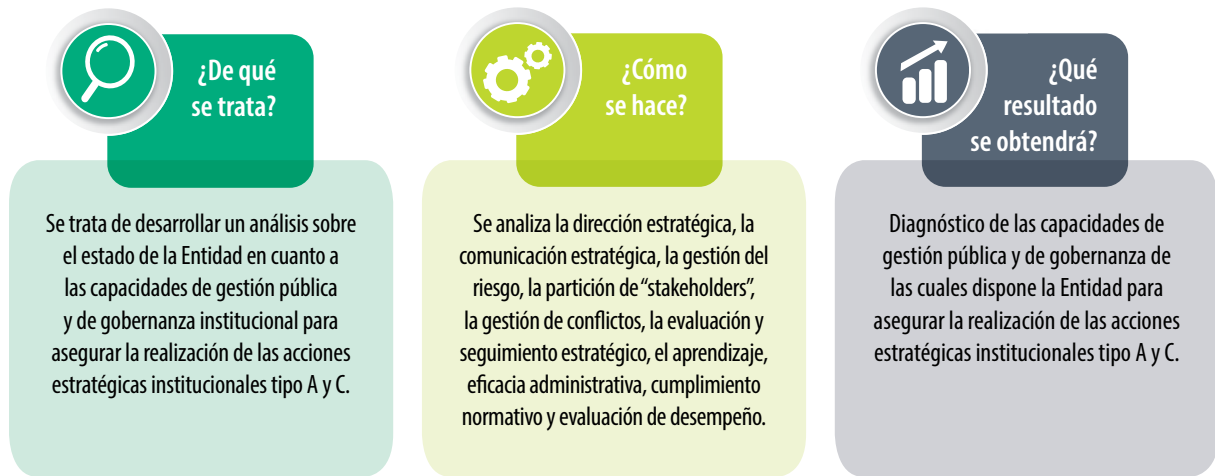 ¿De qué
se trata?
Se trata de desarrollar un análisis sobre
el estado de la Entidad en cuanto a
las capacidades de gestión pública
y de gobernanza institucional para
asegurar la realización de las acciones
estratégicas institucionales tipo A y C.
¿Cómo
se hace?
Se analiza la dirección estratégica, la
comunicación estratégica, la gestión del
riesgo, la partición de “stakeholders”,
la gestión de conflictos, la evaluación y
seguimiento estratégico, el aprendizaje,
eficacia administrativa, cumplimiento
normativo y evaluación de desempeño.
¿Qué
resultado
se obtendrá?
Diagnóstico de las capacidades de
gestión pública y de gobernanza de
las cuales dispone la Entidad para
asegurar la realización de las acciones
estratégicas institucionales tipo A y C.